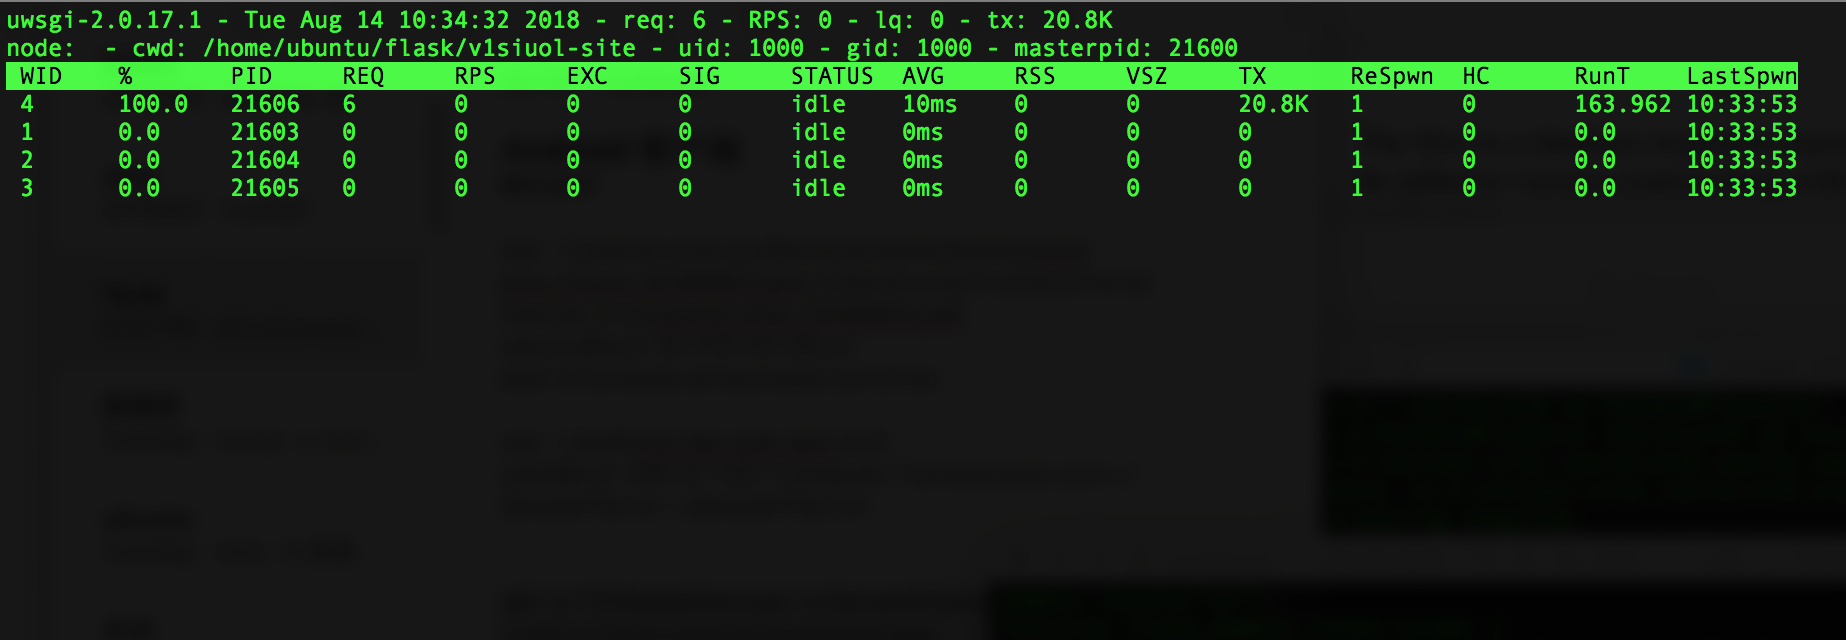 uwsgi-2.0.17.1 - Tue Aug 14 10:34:32 2018 - req: 6 - RPS: 0 - lq: 0 - tx: 20.8K
node:  - cwd: /home/ubuntu/flask/v1siuol-site - uid: 1000 - gid: 1000 - masterpid: 21600
WID % PID REQ RPS EXC SIG STATUS AVG RSS VSZ TX ReSpwn HC RunT LastSpwn
4 100.0 21606 6 0 0 0 idle 10ms 0 0 20.8K 1 0 163.962 10:33:53
1 0.0 21603 0 0 0 0 idle 0ms 0 0 0 1 0 0.0 10:33:53
2 0.0 21604 0 0 0 0 idle 0ms 0 0 0 1 0 0.0 10:33:53
3 0.0 21605 0 0 0 0 idle 0ms 0 0 0 1 0 0.0 10:33:53